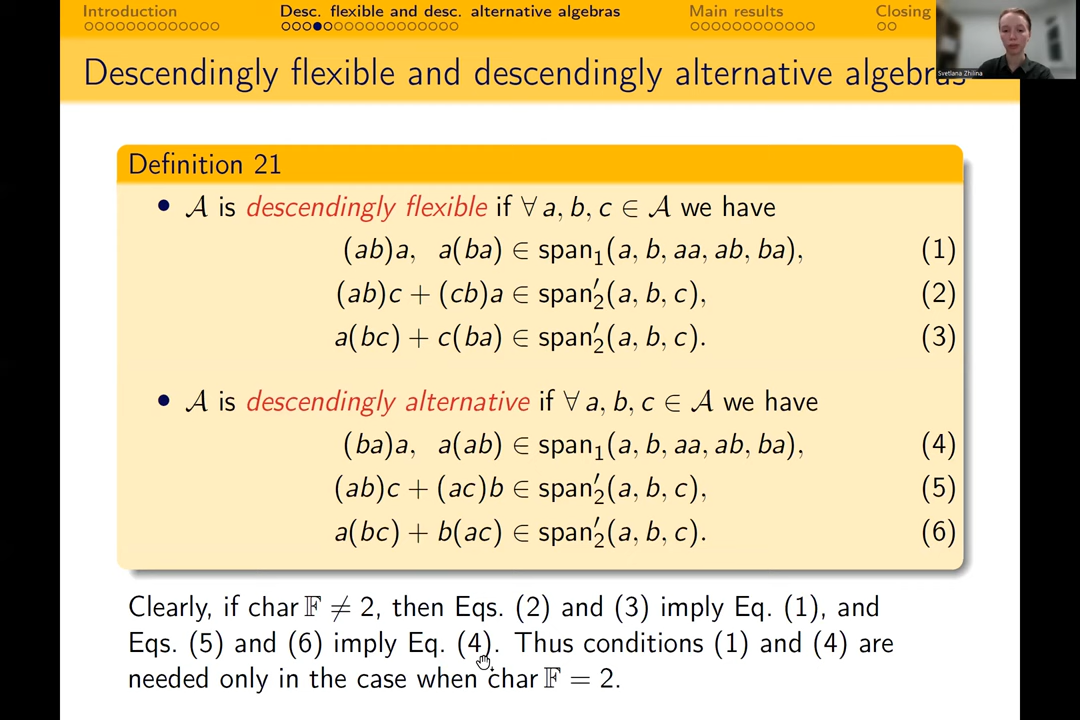 Introduction
Desc. flexible and desc. alternative algebras
Main results
Closing
Svetlana Zhilina
Descendingly flexible and descendingly alternative algebras
Definition 21
• 𝒜 is descendingly flexible if ∀ a, b, c ∈ 𝒜 we have
(ab)a, a(ba) ∈ span₁(a, b, aa, ab, ba), (1)
(ab)c + (cb)a ∈ span′₂(a, b, c), (2)
a(bc) + c(ba) ∈ span′₂(a, b, c). (3)
• 𝒜 is descendingly alternative if ∀ a, b, c ∈ 𝒜 we have
(ba)a, a(ab) ∈ span₁(a, b, aa, ab, ba), (4)
(ab)c + (ac)b ∈ span′₂(a, b, c), (5)
a(bc) + b(ac) ∈ span′₂(a, b, c). (6)
Clearly, if char 𝔽 ≠ 2, then Eqs. (2) and (3) imply Eq. (1), and
Eqs. (5) and (6) imply Eq. (4). Thus conditions (1) and (4) are
needed only in the case when char 𝔽 = 2.